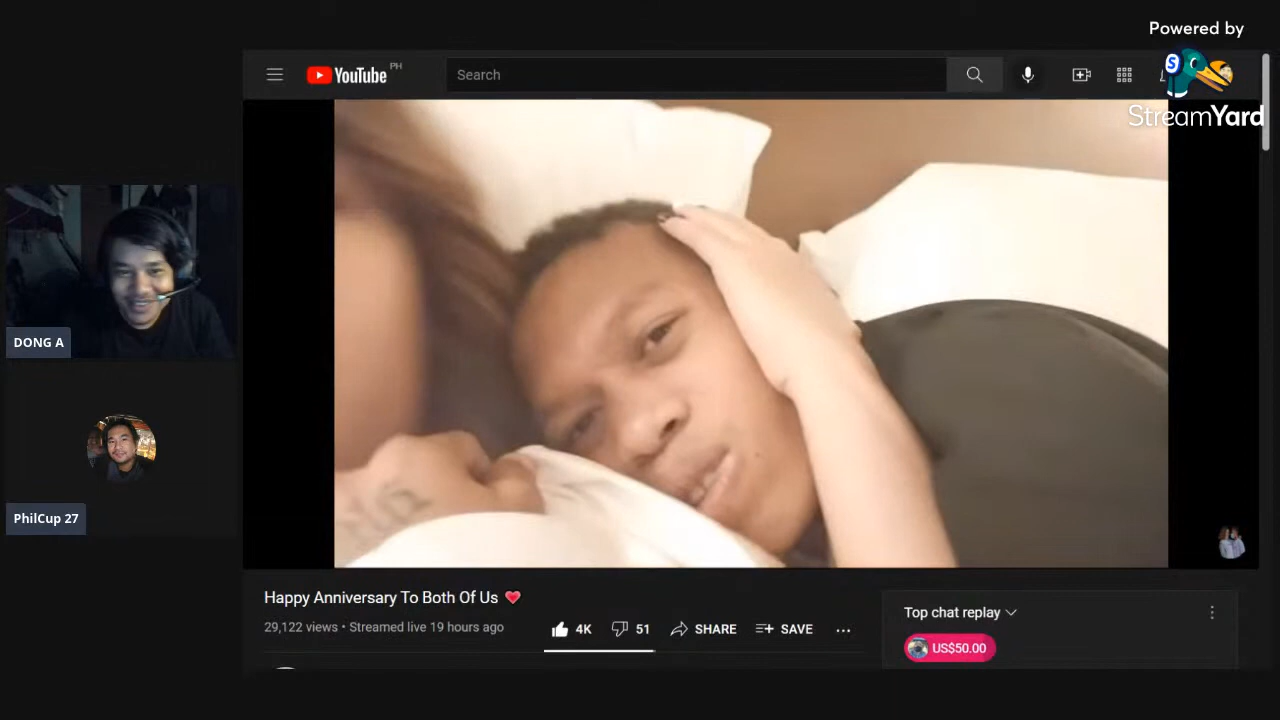 Powered by
StreamYard
YouTube PH
Search
DONG A
PhilCup 27
Happy Anniversary To Both Of Us
29,122 views • Streamed live 19 hours ago
4K
51
SHARE
SAVE
Top chat replay
US$50.00